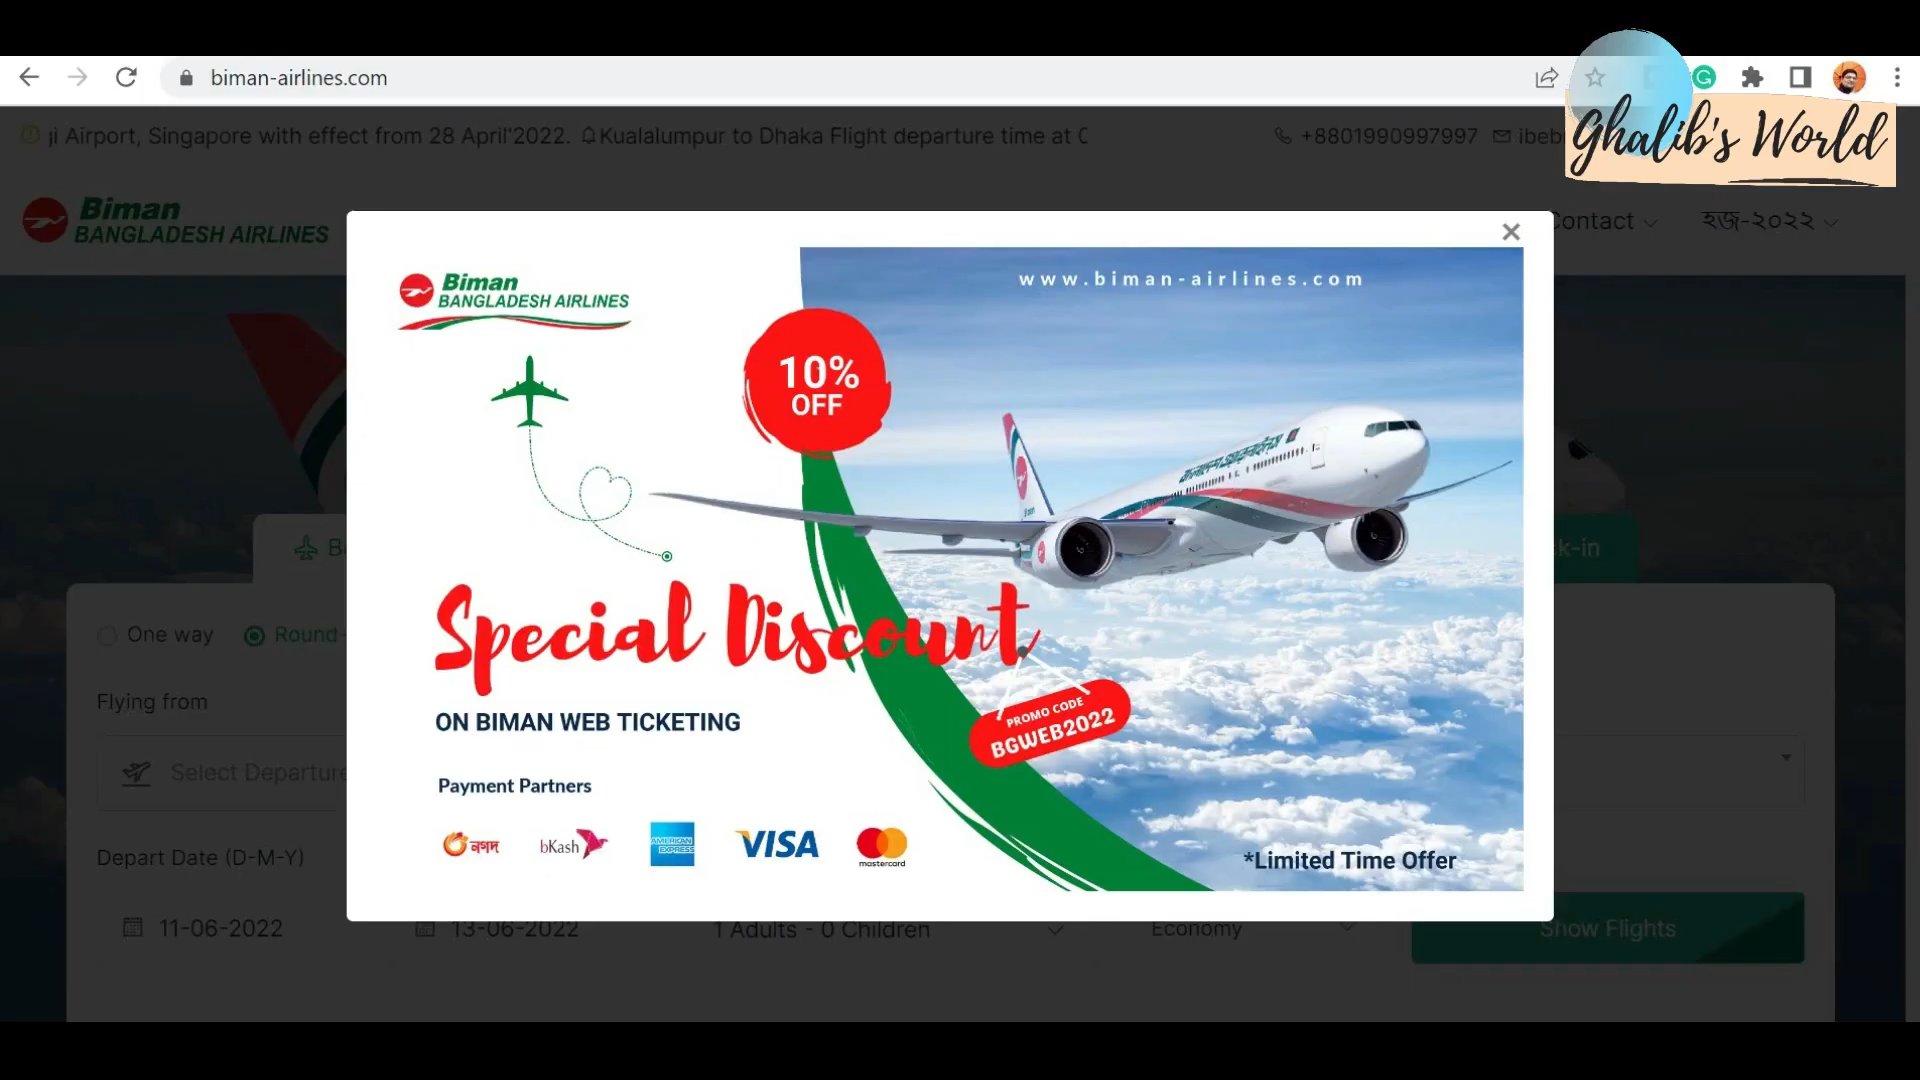 biman-airlines.com
Ghalib's World
ji Airport, Singapore with effect from 28 April'2022. Kualalumpur to Dhaka Flight departure time at
+8801990997997
Biman
BANGLADESH AIRLINES
Contact
হজ-২০২২
Biman
BANGLADESH AIRLINES
www.biman-airlines.com
10%
OFF
One way
Round-
Special Discount
Flying from
ON BIMAN WEB TICKETING
PROMO CODE
BGWEB2022
Select Departure
Payment Partners
নগদ
bKash
AMERICAN EXPRESS
VISA
mastercard
*Limited Time Offer
Depart Date (D-M-Y)
11-06-2022
13-06-2022
1 Adults - 0 Children
Economy
Show Flights